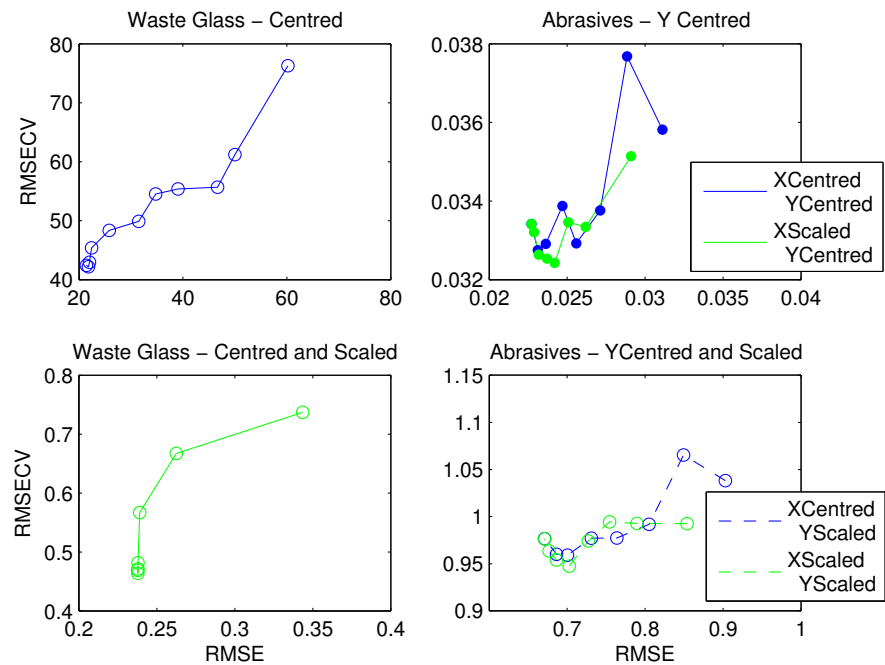 Waste Glass − Centred
80
70
60
50
40
RMSECV
20
40
60
80
Abrasives − Y Centred
0.038
0.036
0.034
0.032
0.02
0.025
0.03
0.035
0.04
XCentred
YCentred
XScaled
YCentred
Waste Glass − Centred and Scaled
0.8
0.7
0.6
0.5
0.4
RMSECV
0.2
0.25
0.3
0.35
0.4
RMSE
Abrasives − YCentred and Scaled
1.15
1.1
1.05
1
0.95
0.9
0.7
0.8
0.9
1
RMSE
XCentred
YScaled
XScaled
YScaled